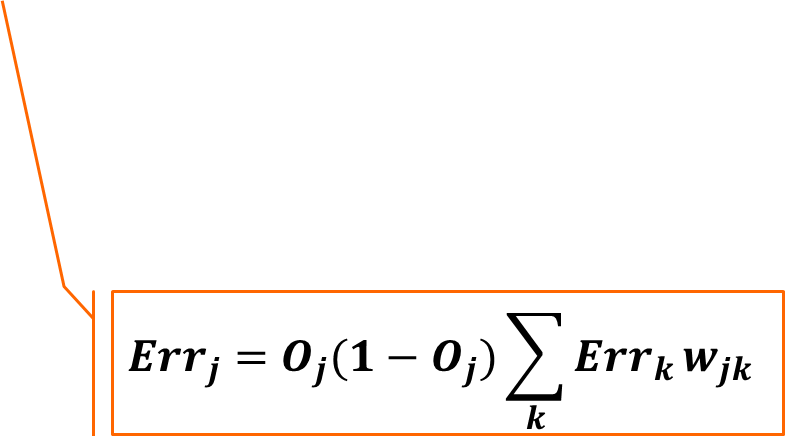 Err_j = O_j(1 − O_j) ∑_k Err_k w_jk